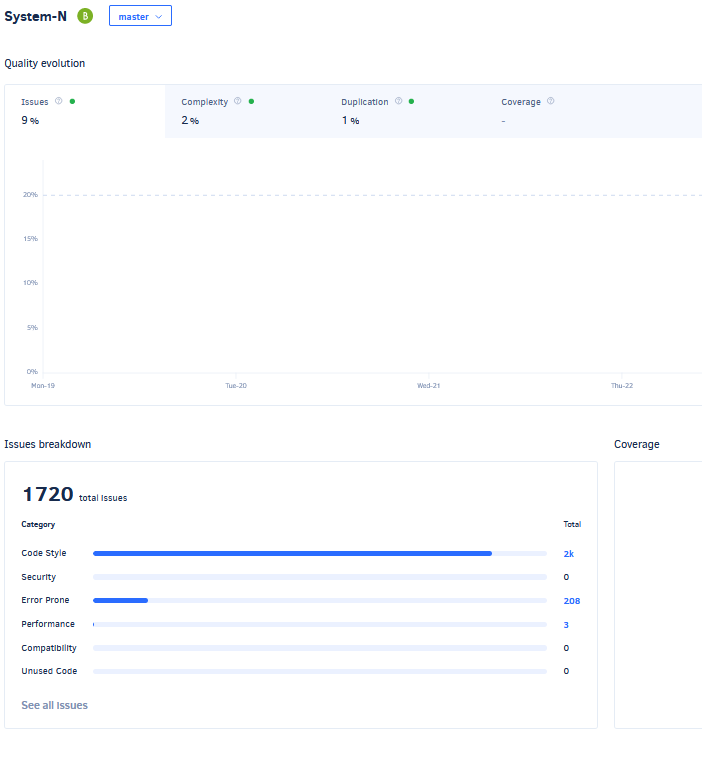 System-N B master
Quality evolution
Issues Complexity Duplication Coverage
9 % 2 % 1 % -
20%
15%
10%
5%
0%
Mon-19 Tue-20 Wed-21 Thu-22
Issues breakdown Coverage
1720 total issues
Category Total
Code Style 2k
Security 0
Error Prone 208
Performance 3
Compatibility 0
Unused Code 0
See all issues